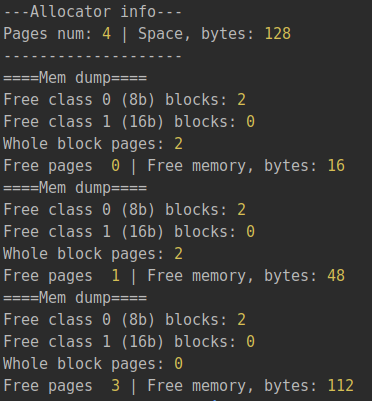 ---Allocator info---
Pages num: 4 | Space, bytes: 128
--------------------
====Mem dump====
Free class 0 (8b) blocks: 2
Free class 1 (16b) blocks: 0
Whole block pages: 2
Free pages  0 | Free memory, bytes: 16
====Mem dump====
Free class 0 (8b) blocks: 2
Free class 1 (16b) blocks: 0
Whole block pages: 2
Free pages  1 | Free memory, bytes: 48
====Mem dump====
Free class 0 (8b) blocks: 2
Free class 1 (16b) blocks: 0
Whole block pages: 0
Free pages  3 | Free memory, bytes: 112